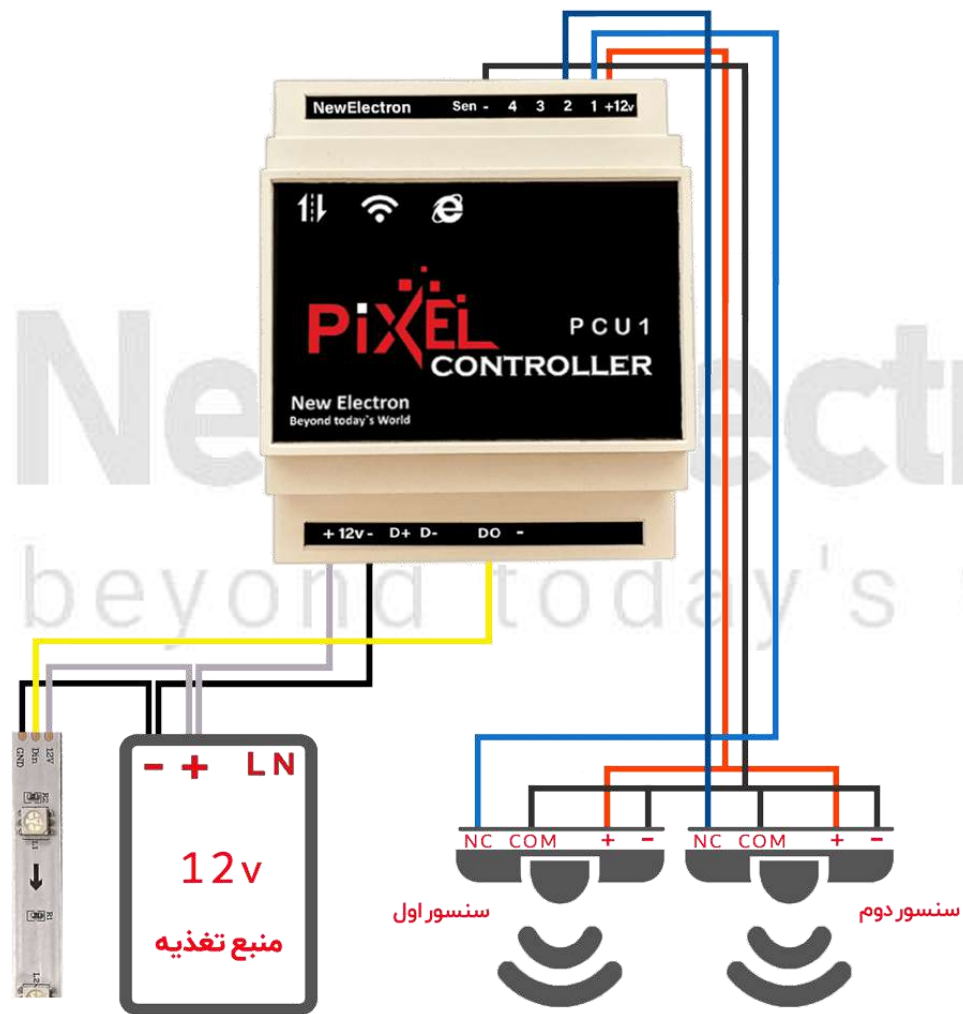 NewElectron Sen - 4 3 2 1 +12v
PiXEL
PCU1
CONTROLLER
New Electron
Beyond today's World
+ 12v - D+ D- DO -
beyond today's
GND Din 12V
- + L N
12v
منبع تغذیه
NC COM + -
NC COM + -
سنسور اول
سنسور دوم
R1